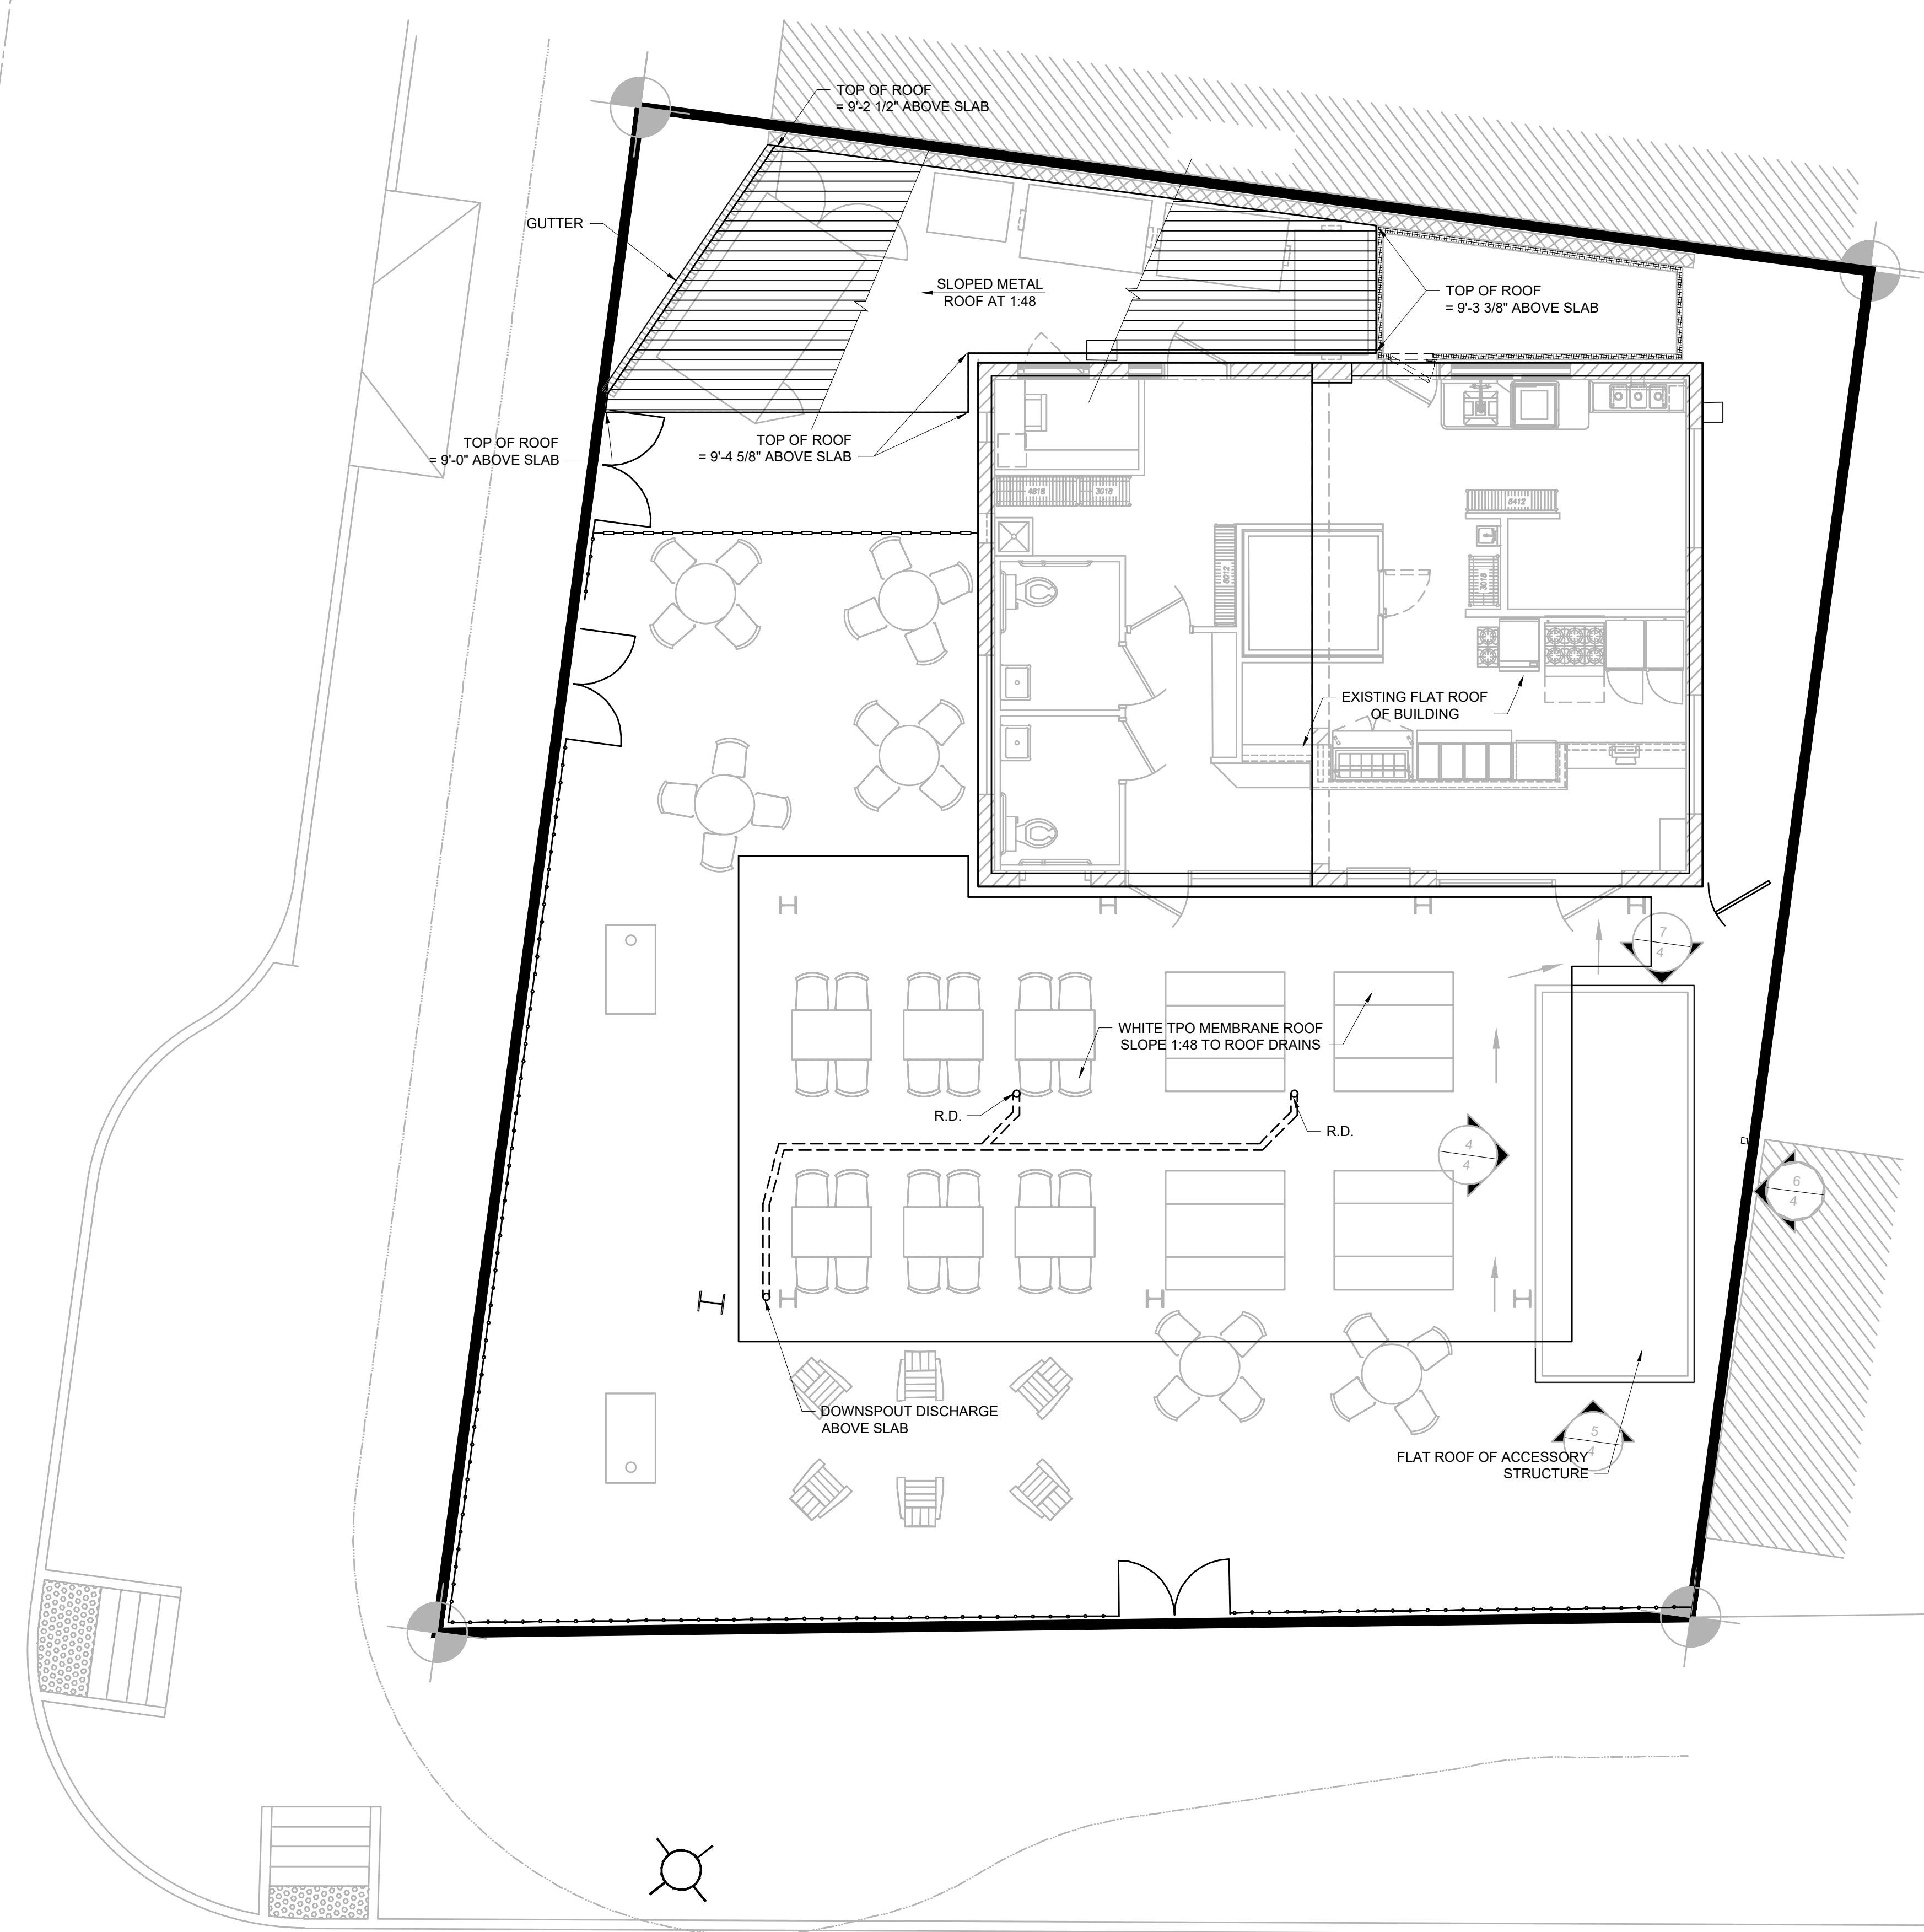 TOP OF ROOF
= 9'-2 1/2" ABOVE SLAB
GUTTER
SLOPED METAL
ROOF AT 1:48
TOP OF ROOF
= 9'-3 3/8" ABOVE SLAB
TOP OF ROOF
= 9'-0" ABOVE SLAB
TOP OF ROOF
= 9'-4 5/8" ABOVE SLAB
4818
3018
5412
6012
3018
EXISTING FLAT ROOF
OF BUILDING
7
4
WHITE TPO MEMBRANE ROOF
SLOPE 1:48 TO ROOF DRAINS
R.D.
R.D.
4
4
6
4
DOWNSPOUT DISCHARGE
ABOVE SLAB
5
4
FLAT ROOF OF ACCESSORY
STRUCTURE